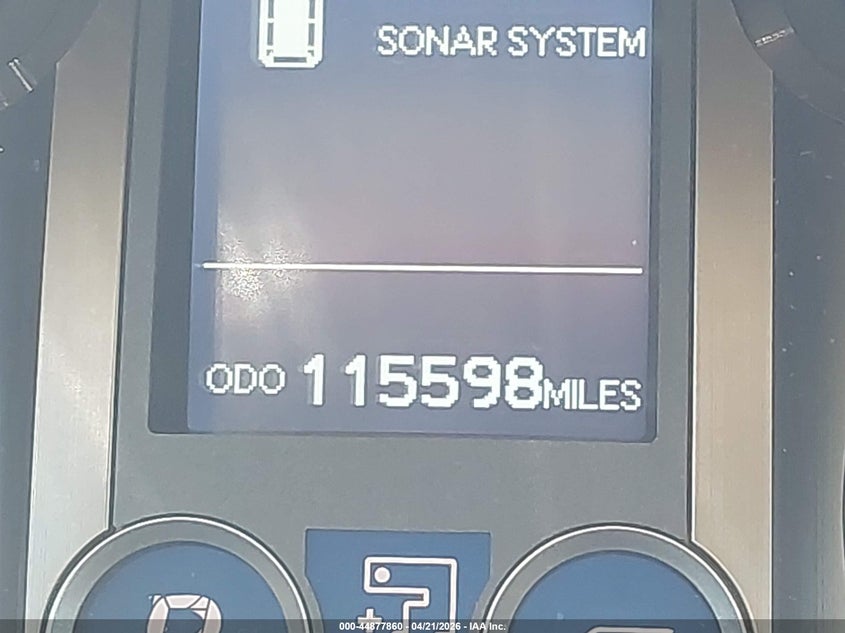 SONAR SYSTEM
ODO 115598MILES
000-44877860 - 04/21/2026 - IAA Inc.